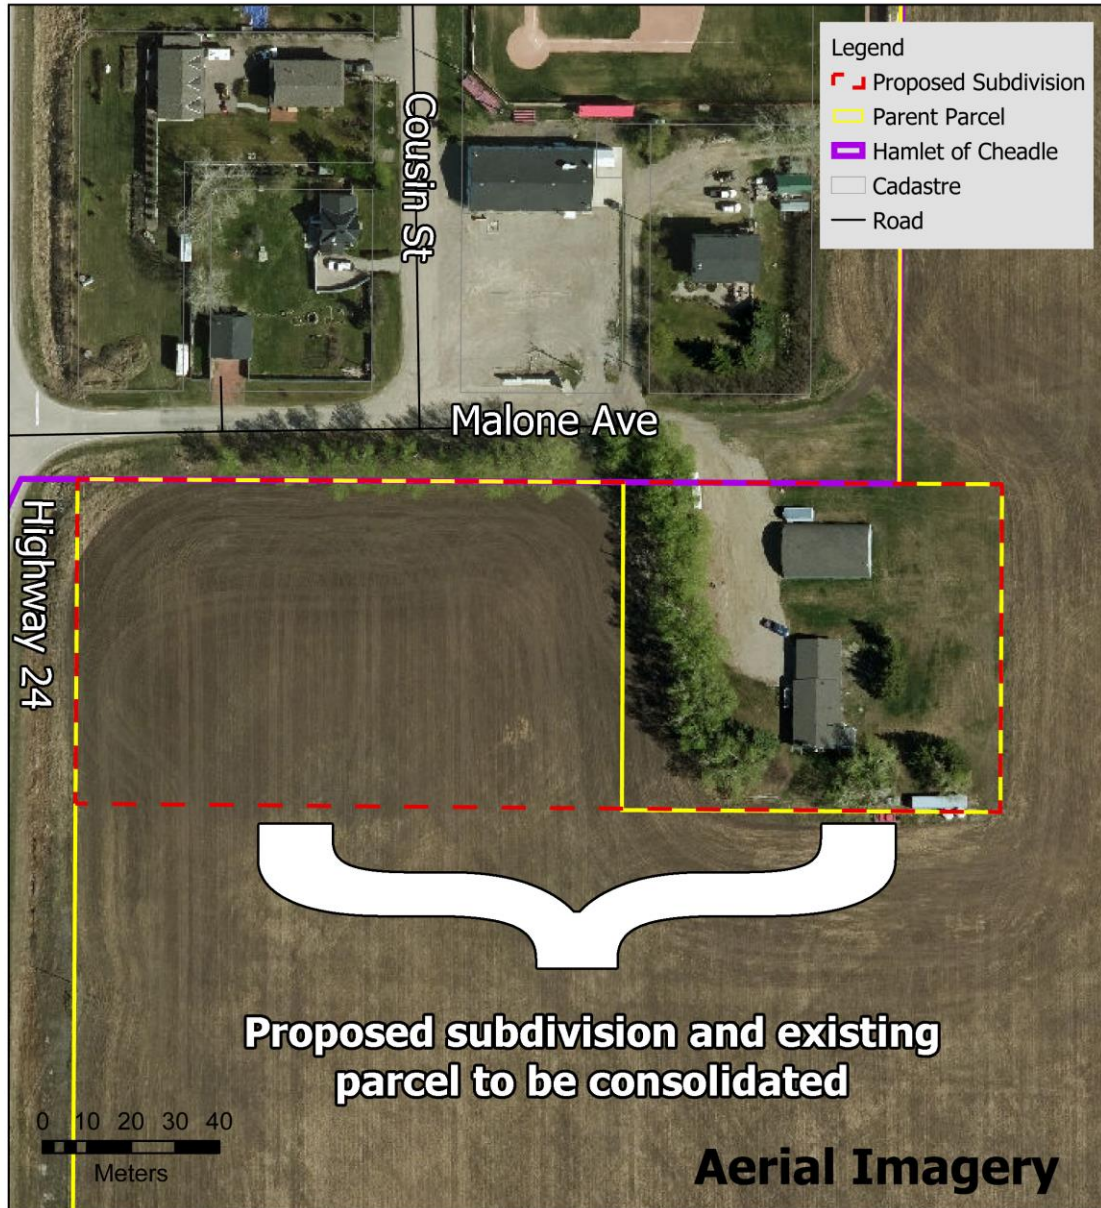 Legend
Proposed Subdivision
Parent Parcel
Hamlet of Cheadle
Cadastre
Road
Cousin St
Malone Ave
Highway 24
Proposed subdivision and existing
parcel to be consolidated
0 10 20 30 40
Meters
Aerial Imagery